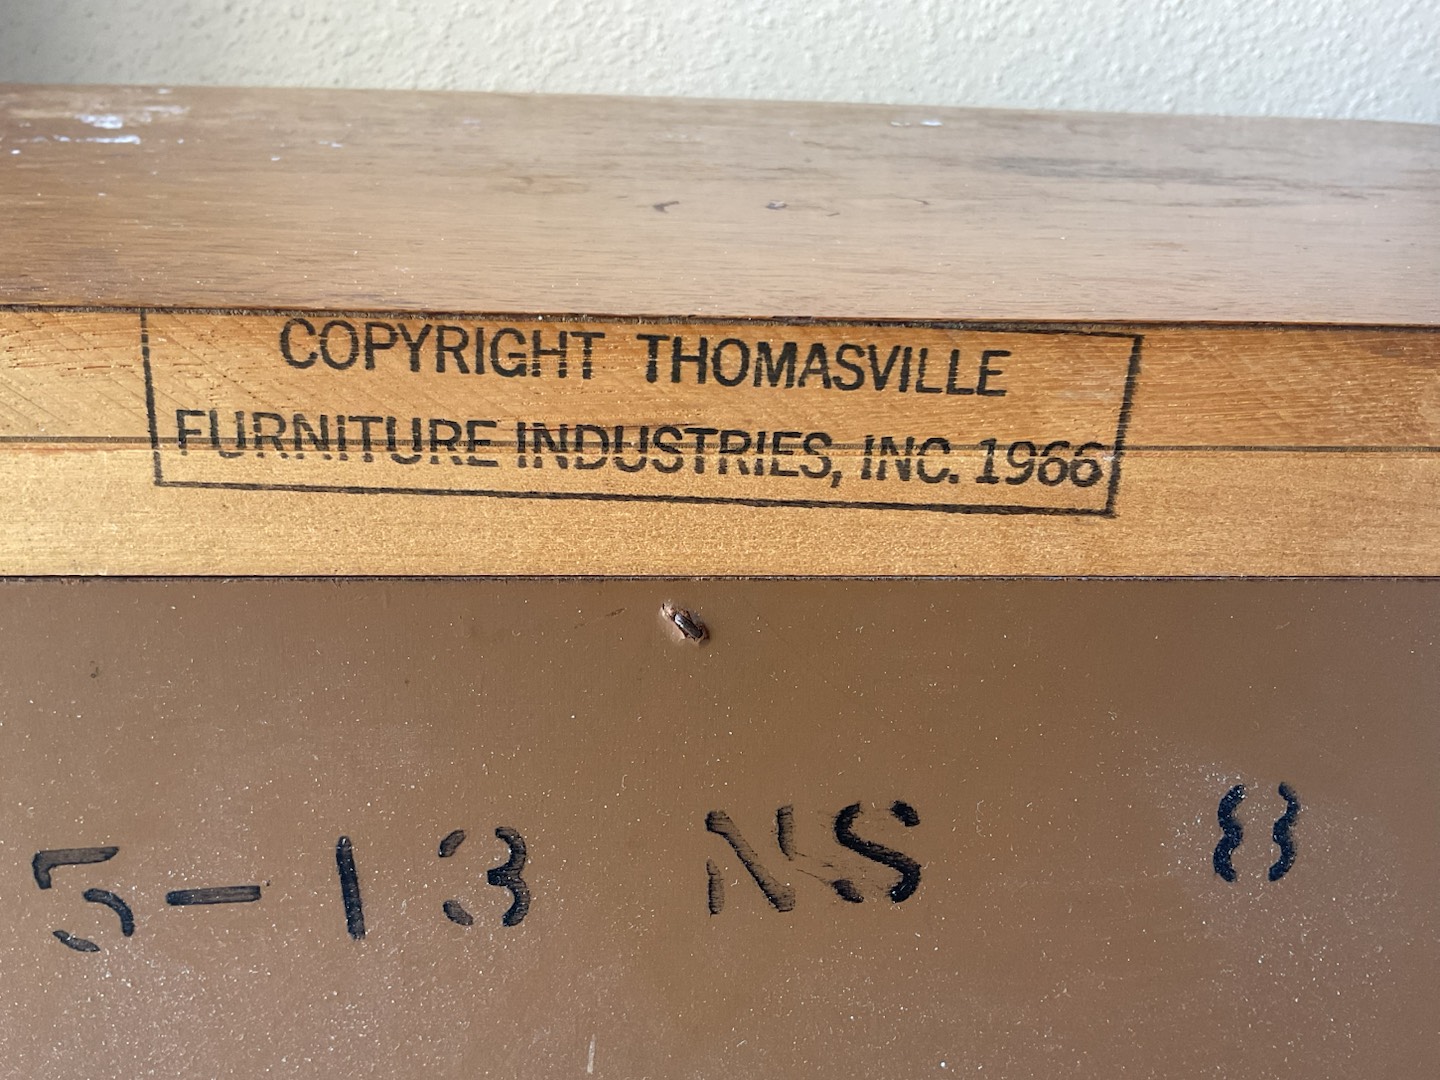 COPYRIGHT THOMASVILLE
FURNITURE INDUSTRIES, INC. 1966
5-13 NS 8